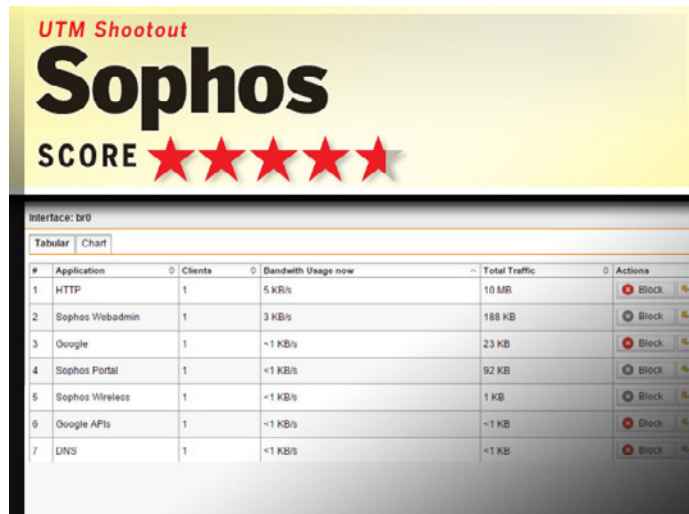 UTM Shootout
Sophos
SCORE
Interface: br0
Tabular Chart
# Application Clients Bandwith Usage now Total Traffic Actions
1 HTTP 1 5 KB/s 10 MB Block
2 Sophos Webadmin 1 3 KB/s 188 KB Block
3 Google 1 <1 KB/s 23 KB Block
4 Sophos Portal 1 <1 KB/s 92 KB Block
5 Sophos Wireless 1 <1 KB/s 1 KB Block
6 Google APIs 1 <1 KB/s <1 KB Block
7 DNS 1 <1 KB/s <1 KB Block